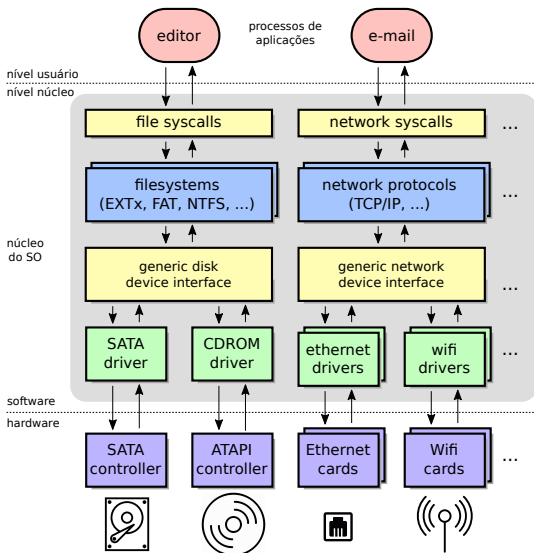 editor
processos de
aplicações
e-mail
nível usuário
nível núcleo
file syscalls
network syscalls
...
filesystems
(EXTx, FAT, NTFS, ...)
network protocols
(TCP/IP, ...)
núcleo
do SO
generic disk
device interface
generic network
device interface
...
SATA
driver
CDROM
driver
ethernet
drivers
wifi
drivers
...
software
hardware
SATA
controller
ATAPI
controller
Ethernet
cards
Wifi
cards
...